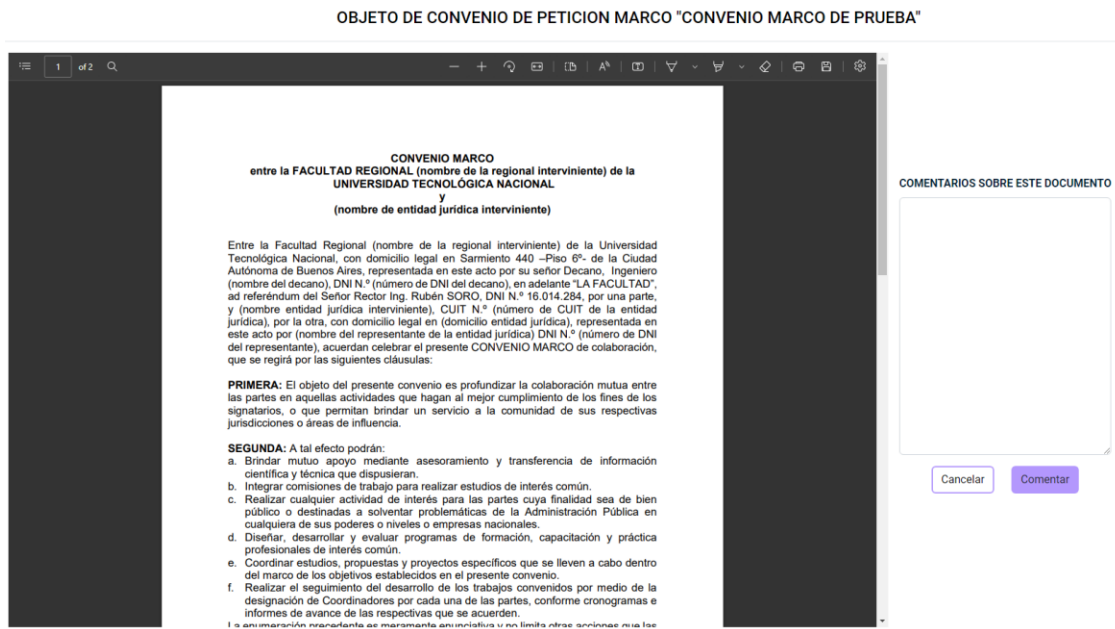 OBJETO DE CONVENIO DE PETICION MARCO "CONVENIO MARCO DE PRUEBA"
1 of 2
CONVENIO MARCO
entre la FACULTAD REGIONAL (nombre de la regional interviniente) de la
UNIVERSIDAD TECNOLÓGICA NACIONAL
y
(nombre de entidad jurídica interviniente)
Entre la Facultad Regional (nombre de la regional interviniente) de la Universidad
Tecnológica Nacional, con domicilio legal en Sarmiento 440 –Piso 6º- de la Ciudad
Autónoma de Buenos Aires, representada en este acto por su señor Decano, Ingeniero
(nombre del decano), DNI N.º (número de DNI del decano), en adelante “LA FACULTAD”,
ad referéndum del Señor Rector Ing. Rubén SORO, DNI N.º 16.014.284, por una parte,
y (nombre entidad jurídica interviniente), CUIT N.º (número de CUIT de la entidad
jurídica), por la otra, con domicilio legal en (domicilio entidad jurídica), representada en
este acto por (nombre del representante de la entidad jurídica) DNI N.º (número de DNI
del representante), acuerdan celebrar el presente CONVENIO MARCO de colaboración,
que se regirá por las siguientes cláusulas:
PRIMERA: El objeto del presente convenio es profundizar la colaboración mutua entre
las partes en aquellas actividades que hagan al mejor cumplimiento de los fines de los
signatarios, o que permitan brindar un servicio a la comunidad de sus respectivas
jurisdicciones o áreas de influencia.
SEGUNDA: A tal efecto podrán:
a. Brindar mutuo apoyo mediante asesoramiento y transferencia de información
científica y técnica que dispusieran.
b. Integrar comisiones de trabajo para realizar estudios de interés común.
c. Realizar cualquier actividad de interés para las partes cuya finalidad sea de bien
público o destinadas a solventar problemáticas de la Administración Pública en
cualquiera de sus poderes o niveles o empresas nacionales.
d. Diseñar, desarrollar y evaluar programas de formación, capacitación y práctica
profesionales de interés común.
e. Coordinar estudios, propuestas y proyectos específicos que se lleven a cabo dentro
del marco de los objetivos establecidos en el presente convenio.
f. Realizar el seguimiento del desarrollo de los trabajos convenidos por medio de la
designación de Coordinadores por cada una de las partes, conforme cronogramas e
informes de avance de las respectivas que se acuerden.
La enumeración precedente es meramente enunciativa y no limita otras acciones que las
COMENTARIOS SOBRE ESTE DOCUMENTO
Cancelar
Comentar